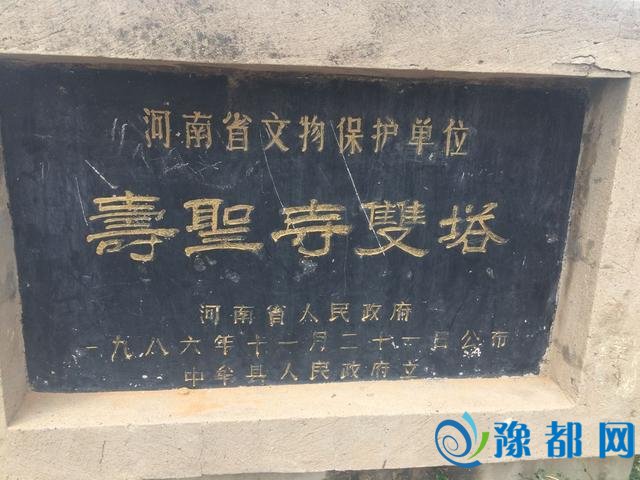 河南省文物保护单位
壽聖寺雙塔
河南省人民政府
一九八六年十一月二十一日公布
中牟县人民政府立
豫都网